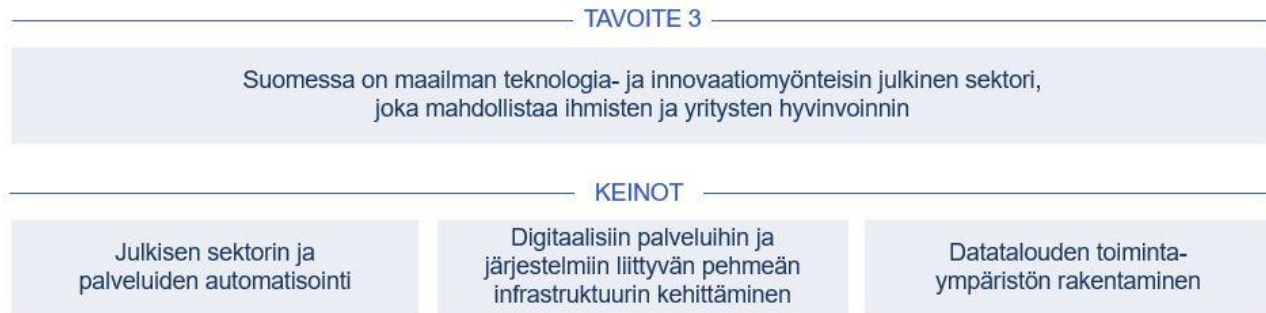 TAVOITE 3
Suomessa on maailman teknologia- ja innovaatiomyönteisin julkinen sektori,
joka mahdollistaa ihmisten ja yritysten hyvinvoinnin
KEINOT
Julkisen sektorin ja
palveluiden automatisointi
Digitaalisiin palveluihin ja
järjestelmiin liittyvän pehmeän
infrastruktuurin kehittäminen
Datatalouden toiminta-
ympäristön rakentaminen